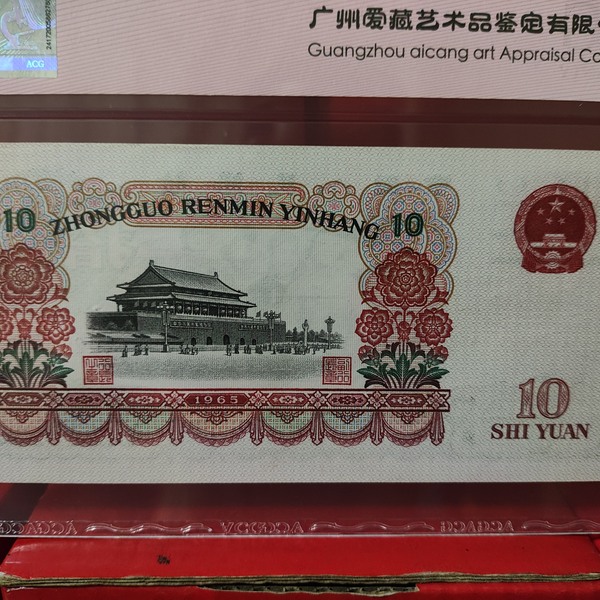 广州爱藏艺术品鉴定有限
Guangzhou aicang art Appraisal Co
ACG
10 ZHONGGUO RENMIN YINHANG 10
1965
10
SHI YUAN